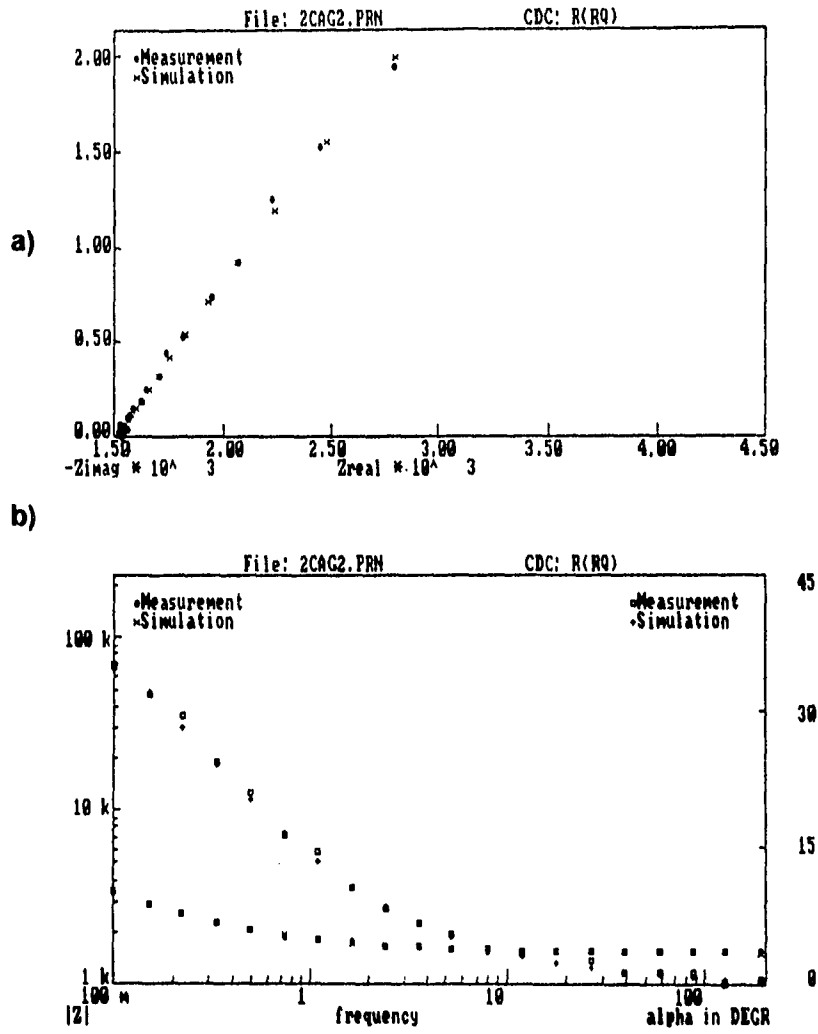 File: 2CAG2.PRN CDC: R(RQ)
Measurement
Simulation
2.00
1.50
a)
1.00
0.50
0.00
1.50 2.00 2.50 3.00 3.50 4.00 4.50
-Zimag * 10^ 3 Zreal * 10^ 3
b)
File: 2CAG2.PRN CDC: R(RQ)
45
Measurement Measurement
Simulation Simulation
100 k
30
10 k
15
1 k 0
100 m 1 10 100
|Z| frequency alpha in DEGR